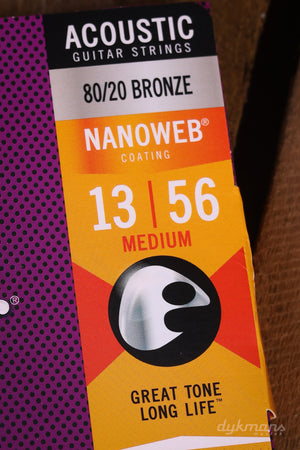 ACOUSTIC
GUITAR STRINGS
80/20 BRONZE
NANOWEB®
COATING
13 | 56
MEDIUM
®
GREAT TONE
LONG LIFE™
dykmans